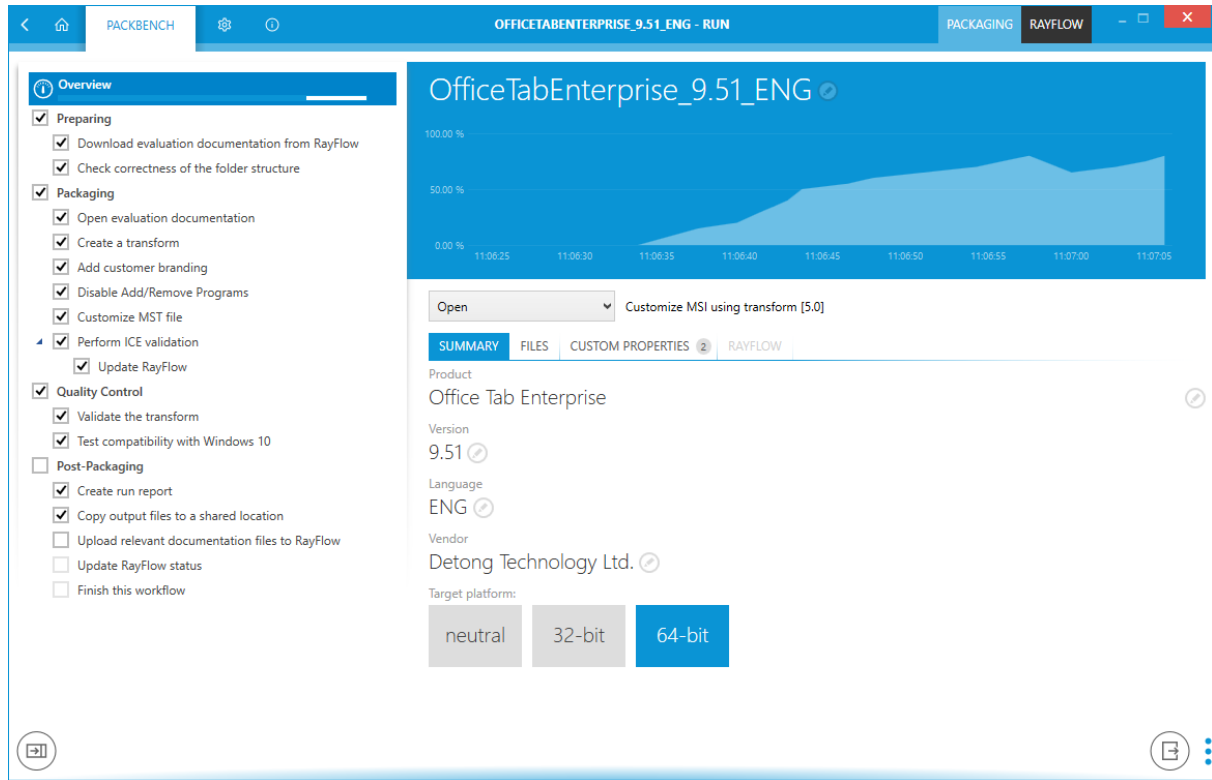 PACKBENCH
OFFICETABENTERPRISE_9.51_ENG - RUN
PACKAGING
RAYFLOW
Overview
Preparing
Download evaluation documentation from RayFlow
Check correctness of the folder structure
Packaging
Open evaluation documentation
Create a transform
Add customer branding
Disable Add/Remove Programs
Customize MST file
Perform ICE validation
Update RayFlow
Quality Control
Validate the transform
Test compatibility with Windows 10
Post-Packaging
Create run report
Copy output files to a shared location
Upload relevant documentation files to RayFlow
Update RayFlow status
Finish this workflow
OfficeTabEnterprise_9.51_ENG
100.00 %
50.00 %
0.00 %
11:06:25 11:06:30 11:06:35 11:06:40 11:06:45 11:06:50 11:06:55 11:07:00 11:07:05
Open Customize MSI using transform [5.0]
SUMMARY FILES CUSTOM PROPERTIES 2 RAYFLOW
Product
Office Tab Enterprise
Version
9.51
Language
ENG
Vendor
Detong Technology Ltd.
Target platform:
neutral 32-bit 64-bit